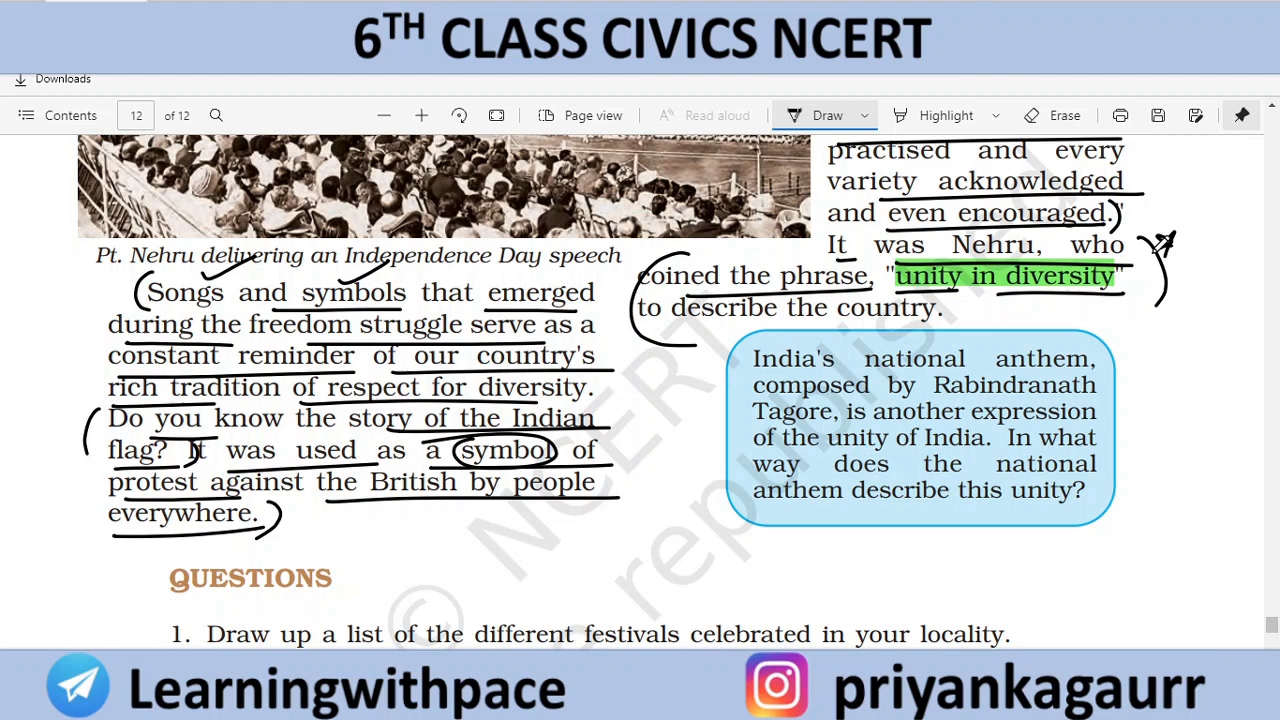 6TH CLASS CIVICS NCERT
Downloads
Contents
12
of 12
Page view
Read aloud
Draw
Highlight
Erase
practised and every
variety acknowledged
and even encouraged."
It was Nehru, who
coined the phrase, "unity in diversity"
to describe the country.
Pt. Nehru delivering an Independence Day speech
Songs and symbols that emerged
during the freedom struggle serve as a
constant reminder of our country's
rich tradition of respect for diversity.
Do you know the story of the Indian
flag? It was used as a symbol of
protest against the British by people
everywhere.
India's national anthem,
composed by Rabindranath
Tagore, is another expression
of the unity of India. In what
way does the national
anthem describe this unity?
© NCERT
republished
QUESTIONS
1. Draw up a list of the different festivals celebrated in your locality.
Learningwithpace
priyankagaurr